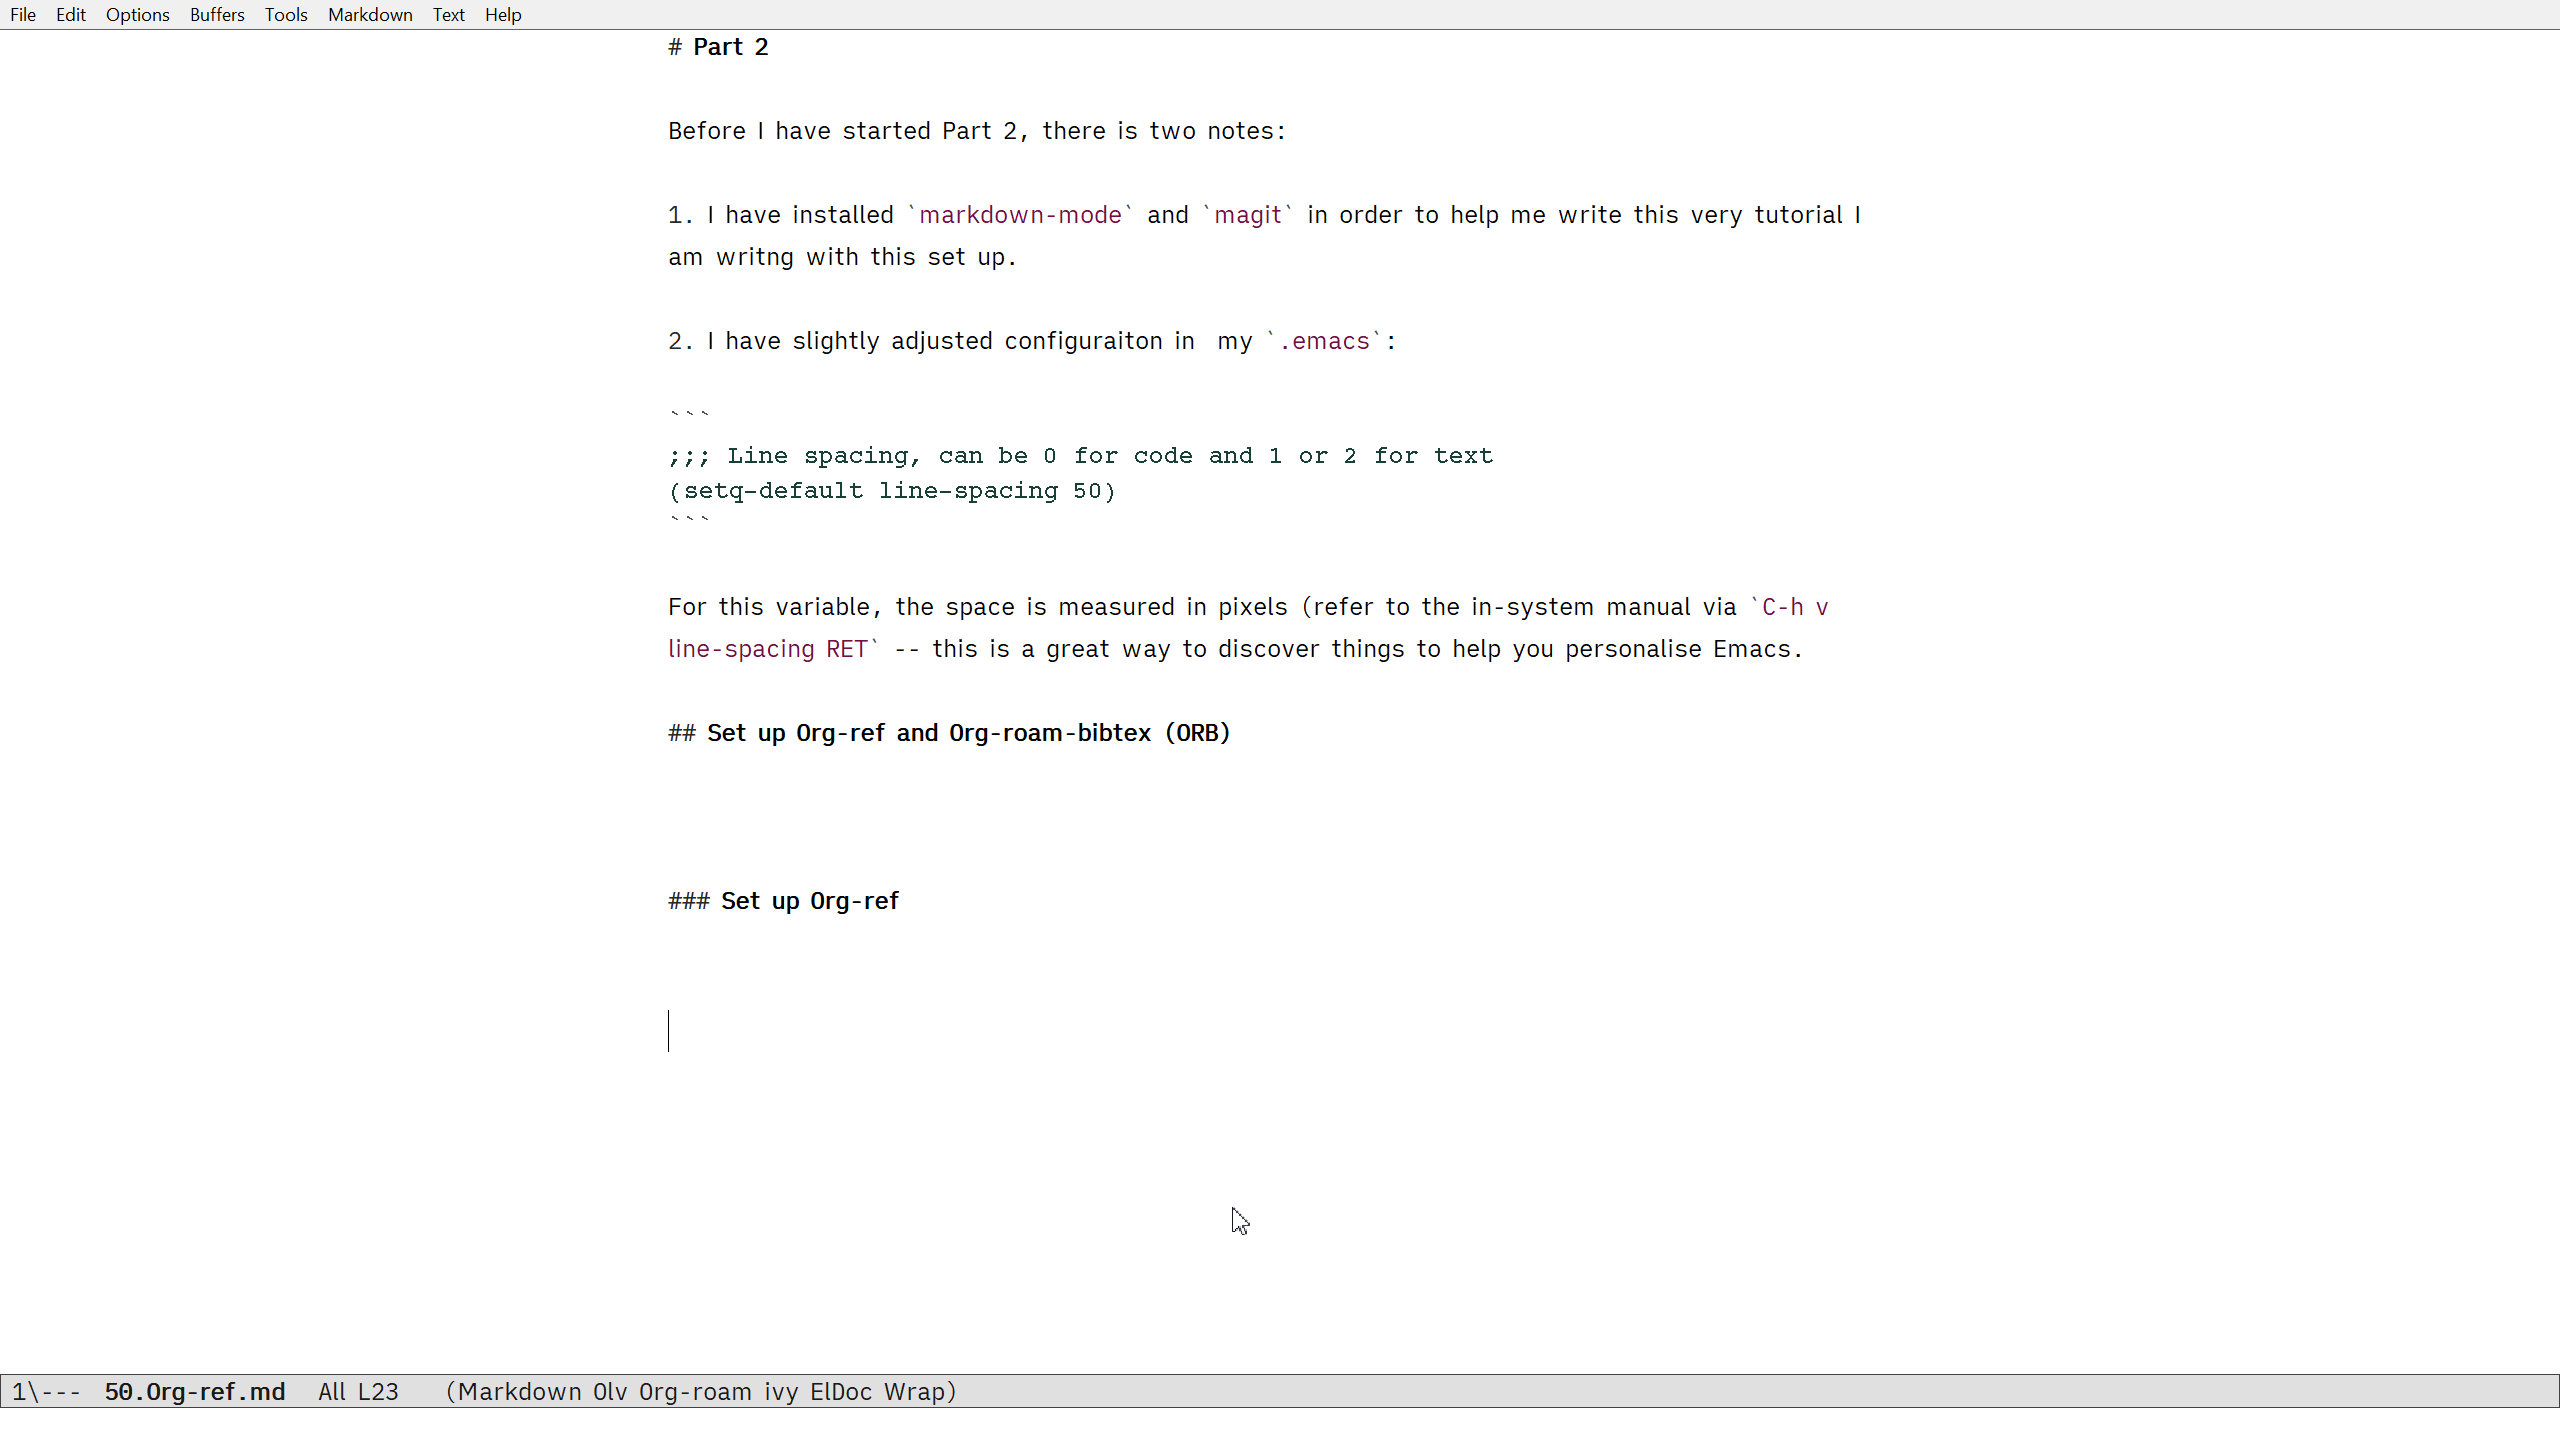 File Edit Options Buffers Tools Markdown Text Help
# Part 2
Before I have started Part 2, there is two notes:
1. I have installed `markdown-mode` and `magit` in order to help me write this very tutorial I
am writng with this set up.
2. I have slightly adjusted configuraiton in  my `.emacs`:
```
;;; Line spacing, can be 0 for code and 1 or 2 for text
(setq-default line-spacing 50)
```
For this variable, the space is measured in pixels (refer to the in-system manual via `C-h v
line-spacing RET` -- this is a great way to discover things to help you personalise Emacs.
## Set up Org-ref and Org-roam-bibtex (ORB)
### Set up Org-ref
1\--- 50.Org-ref.md All L23 (Markdown Olv Org-roam ivy ElDoc Wrap)